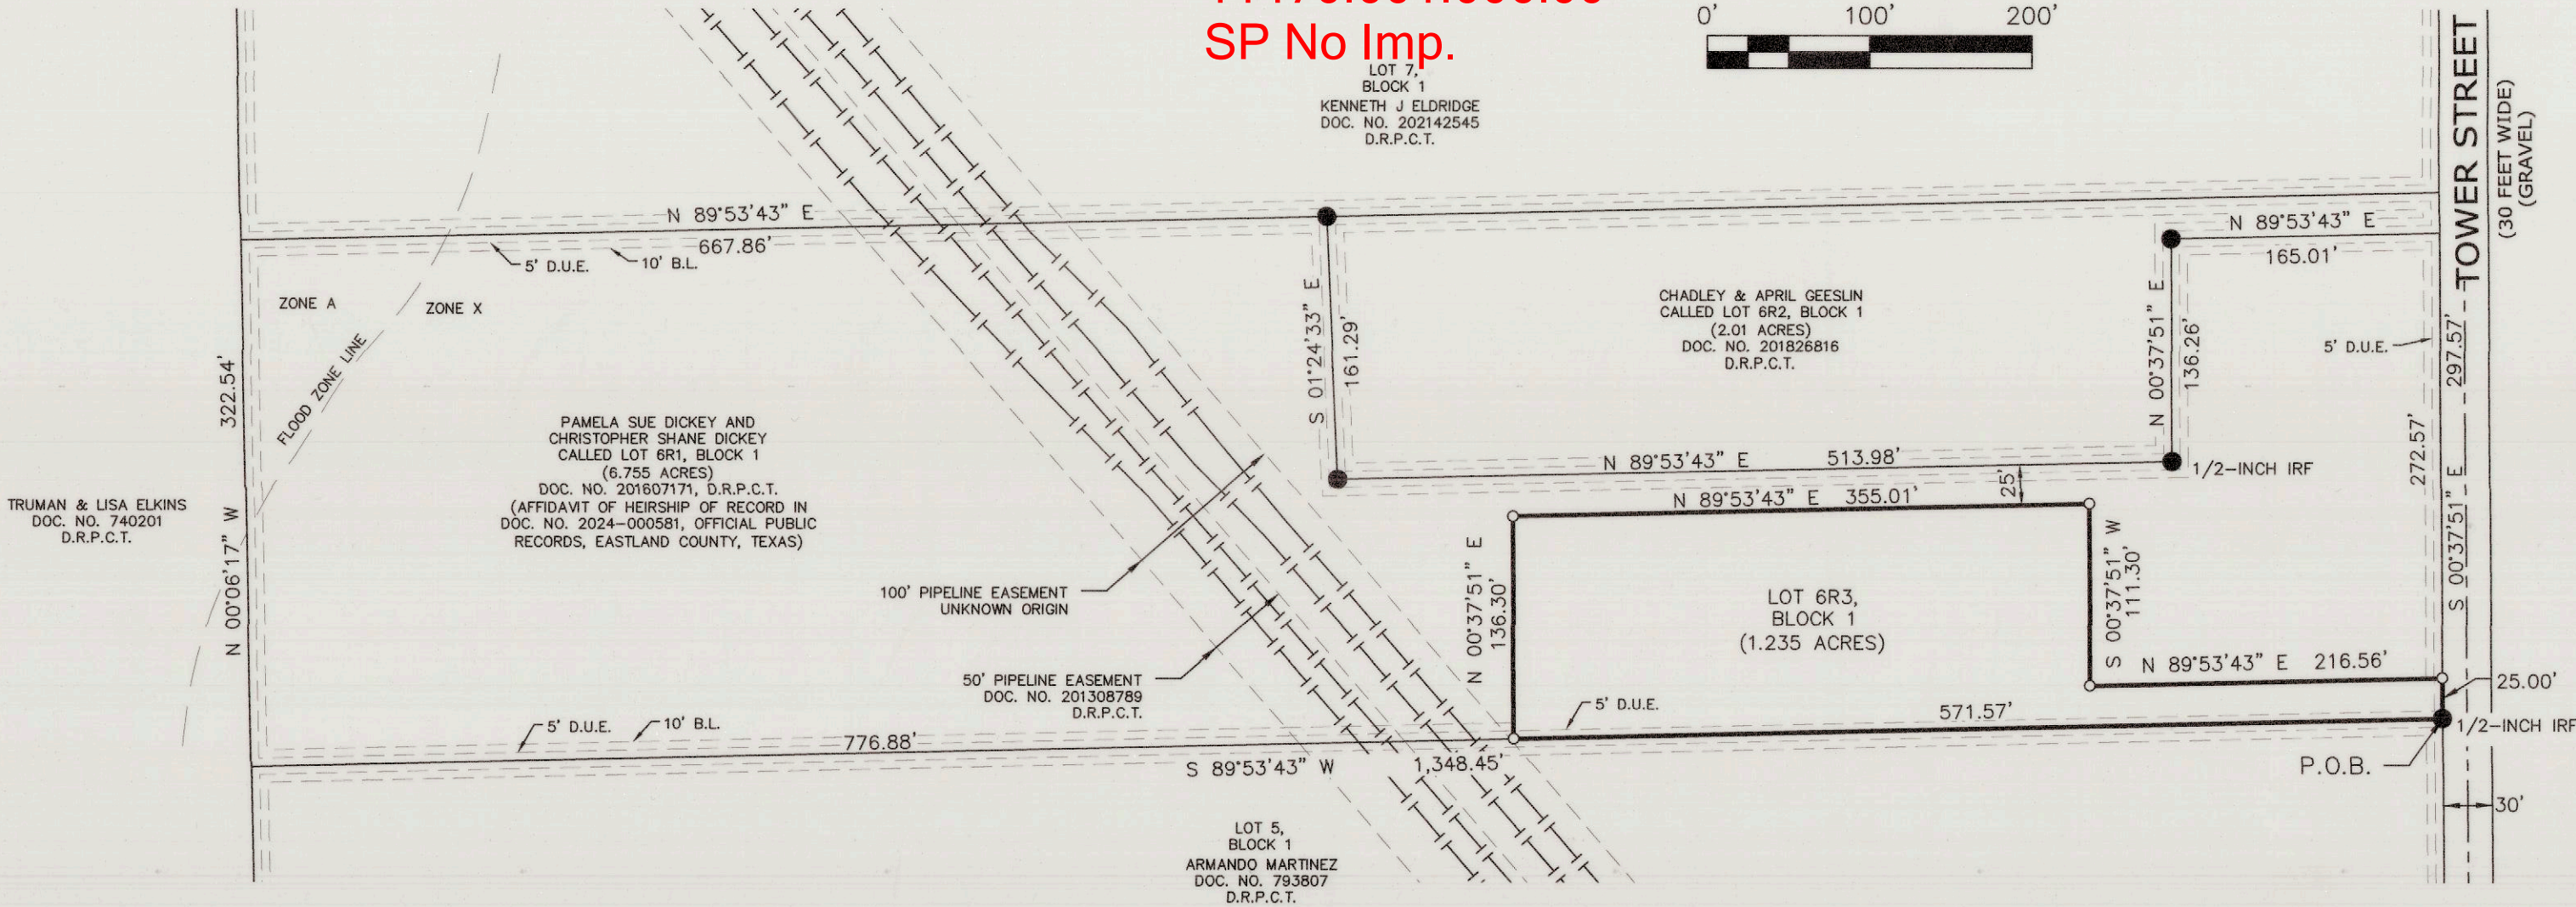 SP No Imp.
0' 100' 200'
LOT 7,
BLOCK 1
KENNETH J ELDRIDGE
DOC. NO. 202142545
D.R.P.C.T.
TOWER STREET
(30 FEET WIDE)
(GRAVEL)
N 89°53'43" E
667.86'
5' D.U.E.
10' B.L.
N 89°53'43" E
165.01'
ZONE A
ZONE X
FLOOD ZONE LINE
322.54'
N 00°06'17" W
S 01°24'33" E
161.29'
CHADLEY & APRIL GEESLIN
CALLED LOT 6R2, BLOCK 1
(2.01 ACRES)
DOC. NO. 201826816
D.R.P.C.T.
N 00°37'51" E
136.26'
5' D.U.E.
297.57'
272.57'
S 00°37'51" E
PAMELA SUE DICKEY AND
CHRISTOPHER SHANE DICKEY
CALLED LOT 6R1, BLOCK 1
(6.755 ACRES)
DOC. NO. 201607171, D.R.P.C.T.
(AFFIDAVIT OF HEIRSHIP OF RECORD IN
DOC. NO. 2024-000581, OFFICIAL PUBLIC
RECORDS, EASTLAND COUNTY, TEXAS)
TRUMAN & LISA ELKINS
DOC. NO. 740201
D.R.P.C.T.
N 89°53'43" E 513.98'
1/2-INCH IRF
25'
N 89°53'43" E 355.01'
100' PIPELINE EASEMENT
UNKNOWN ORIGIN
N 00°37'51" E
136.30'
LOT 6R3,
BLOCK 1
(1.235 ACRES)
S 00°37'51" W
111.30'
50' PIPELINE EASEMENT
DOC. NO. 201308789
D.R.P.C.T.
N 89°53'43" E 216.56'
25.00'
5' D.U.E.
10' B.L.
776.88'
5' D.U.E.
571.57'
1/2-INCH IRF
S 89°53'43" W 1,348.45'
P.O.B.
30'
LOT 5,
BLOCK 1
ARMANDO MARTINEZ
DOC. NO. 793807
D.R.P.C.T.